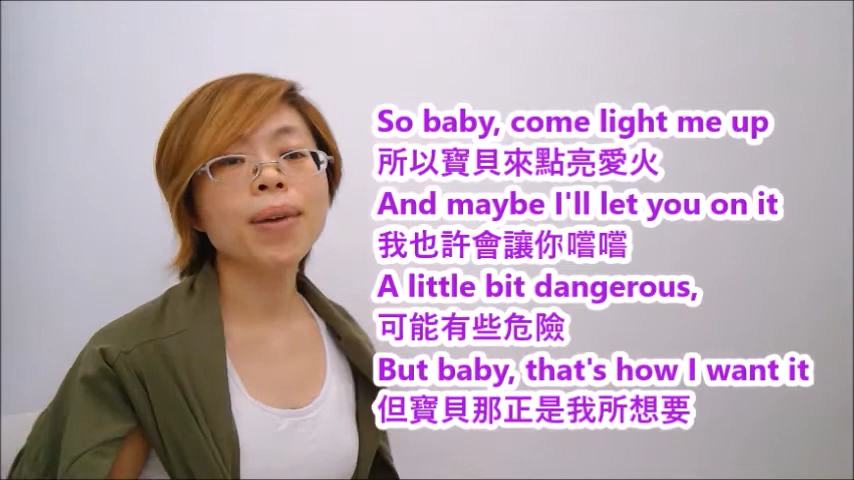 So baby, come light me up
所以寶貝來點亮愛火
And maybe I'll let you on it
我也許會讓你嚐嚐
A little bit dangerous,
可能有些危險
But baby, that's how I want it
但寶貝那正是我所想要